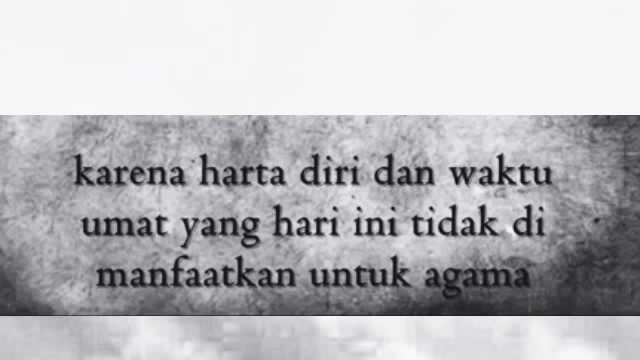 karena harta diri dan waktu
umat yang hari ini tidak di
manfaatkan untuk agama